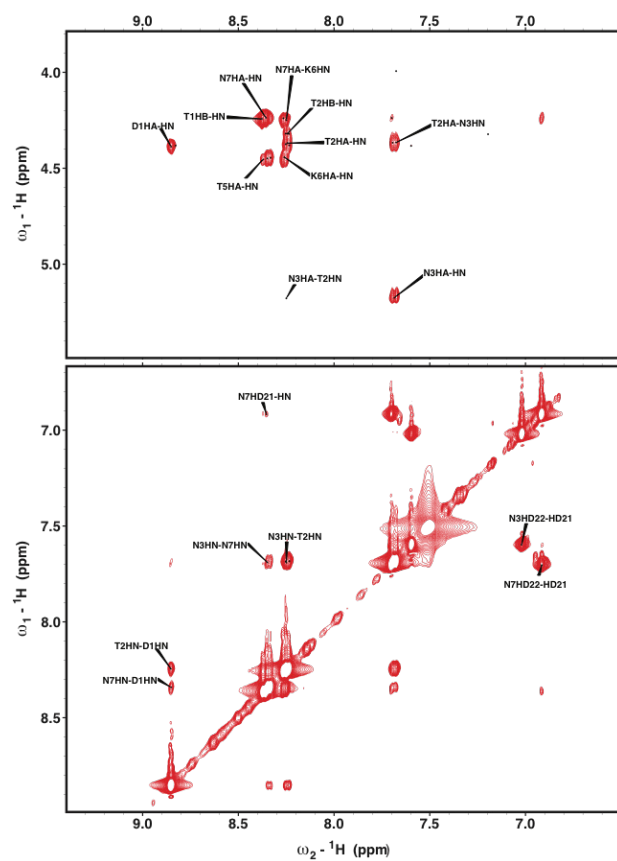 9.0 8.5 8.0 7.5 7.0
N7HA-K6HN
4.0
N7HA-HN
T2HB-HN
T1HB-HN
T2HA-N3HN
D1HA-HN
T2HA-HN
4.5
T5HA-HN
K6HA-HN
ω1 - 1H (ppm)
5.0
N3HA-T2HN
N3HA-HN
N7HD21-HN
7.0
7.5
N3HD22-HD21
N3HN-T2HN
N3HN-N7HN
N7HD22-HD21
ω1 - 1H (ppm)
8.0
T2HN-D1HN
N7HN-D1HN
8.5
9.0 8.5 8.0 7.5 7.0
ω2 - 1H (ppm)